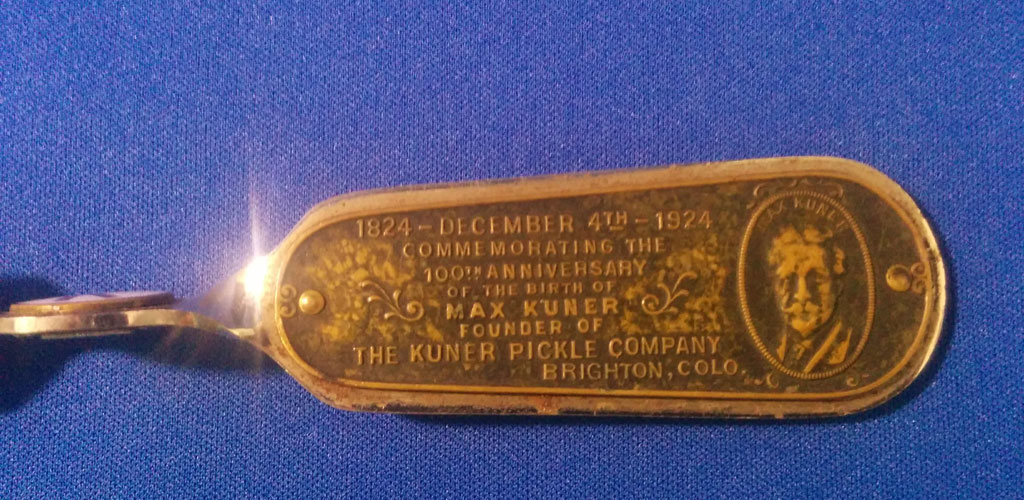 1824 - DECEMBER 4TH - 1924
COMMEMORATING THE
100TH ANNIVERSARY
OF THE BIRTH OF
MAX KUNER
FOUNDER OF
THE KUNER PICKLE COMPANY
BRIGHTON, COLO.
MAX KUNER